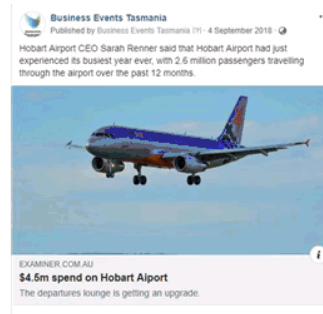 Business Events Tasmania
Published by Business Events Tasmania [?] · 4 September 2018 ·
Hobart Airport CEO Sarah Renner said that Hobart Airport had just
experienced its busiest year ever, with 2.6 million passengers travelling
through the airport over the past 12 months.
EXAMINER.COM.AU
$4.5m spend on Hobart Aiport
The departures lounge is getting an upgrade.